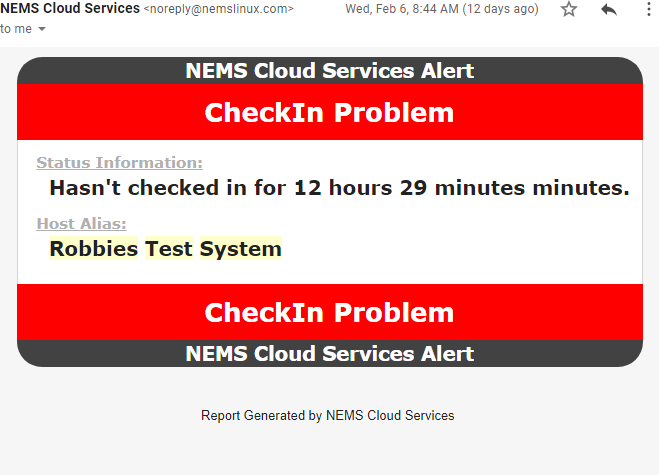 NEMS Cloud Services <noreply@nemslinux.com> Wed, Feb 6, 8:44 AM (12 days ago)
to me
NEMS Cloud Services Alert
CheckIn Problem
Status Information:
Hasn't checked in for 12 hours 29 minutes minutes.
Host Alias:
Robbies Test System
CheckIn Problem
NEMS Cloud Services Alert
Report Generated by NEMS Cloud Services